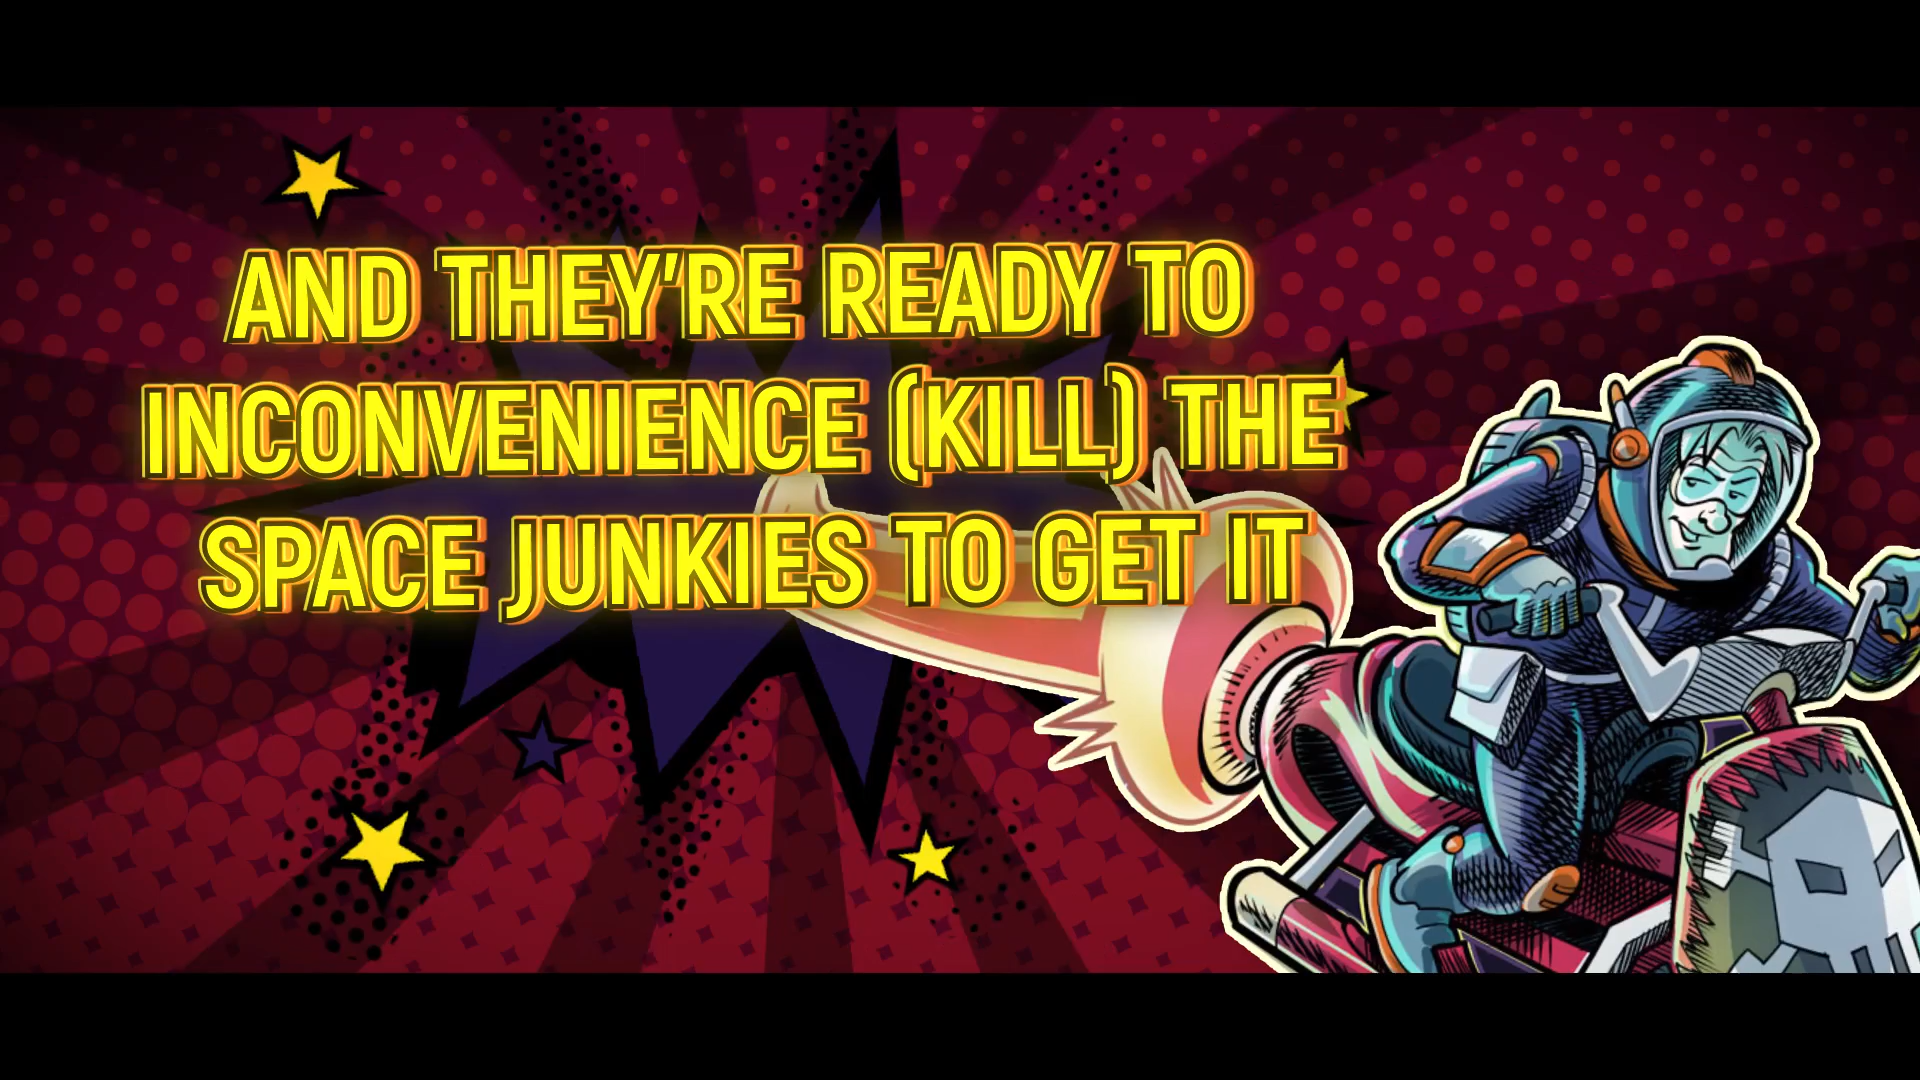 AND THEY'RE READY TO
INCONVENIENCE (KILL) THE
SPACE JUNKIES TO GET IT